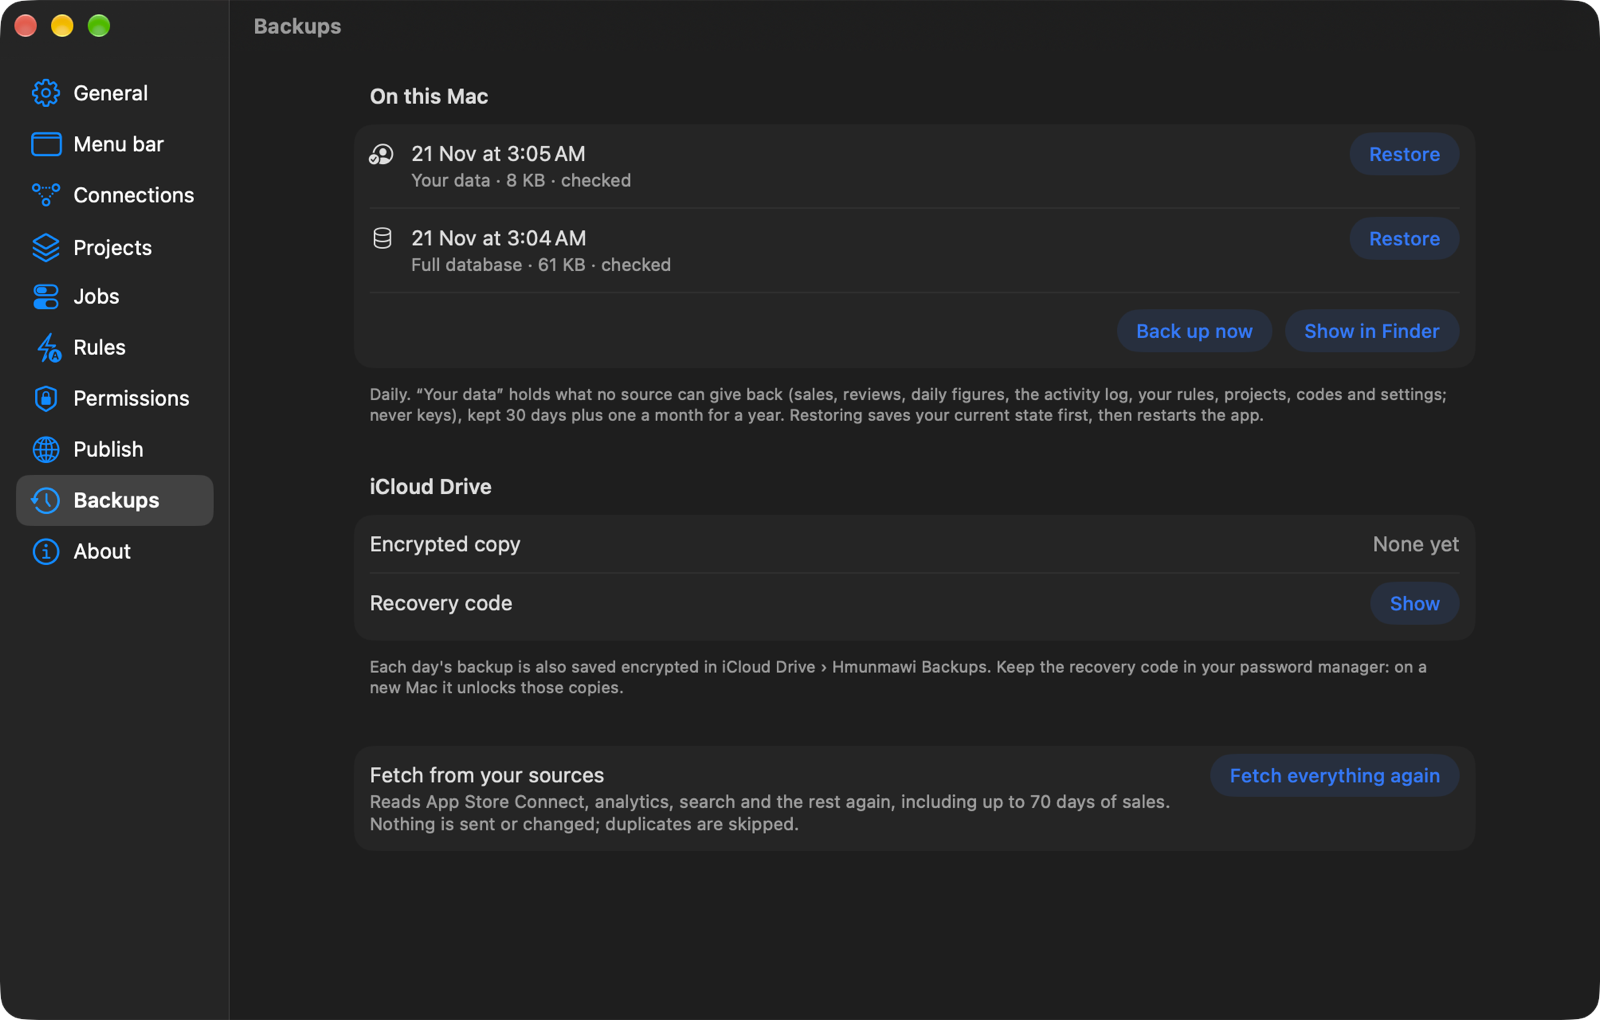 Backups
General
Menu bar
Connections
Projects
Jobs
Rules
Permissions
Publish
Backups
About
On this Mac
21 Nov at 3:05 AM
Restore
Your data · 8 KB · checked
21 Nov at 3:04 AM
Restore
Full database · 61 KB · checked
Back up now
Show in Finder
Daily. “Your data” holds what no source can give back (sales, reviews, daily figures, the activity log, your rules, projects, codes and settings;
never keys), kept 30 days plus one a month for a year. Restoring saves your current state first, then restarts the app.
iCloud Drive
Encrypted copy
None yet
Recovery code
Show
Each day's backup is also saved encrypted in iCloud Drive › Hmunmawi Backups. Keep the recovery code in your password manager: on a
new Mac it unlocks those copies.
Fetch from your sources
Fetch everything again
Reads App Store Connect, analytics, search and the rest again, including up to 70 days of sales.
Nothing is sent or changed; duplicates are skipped.